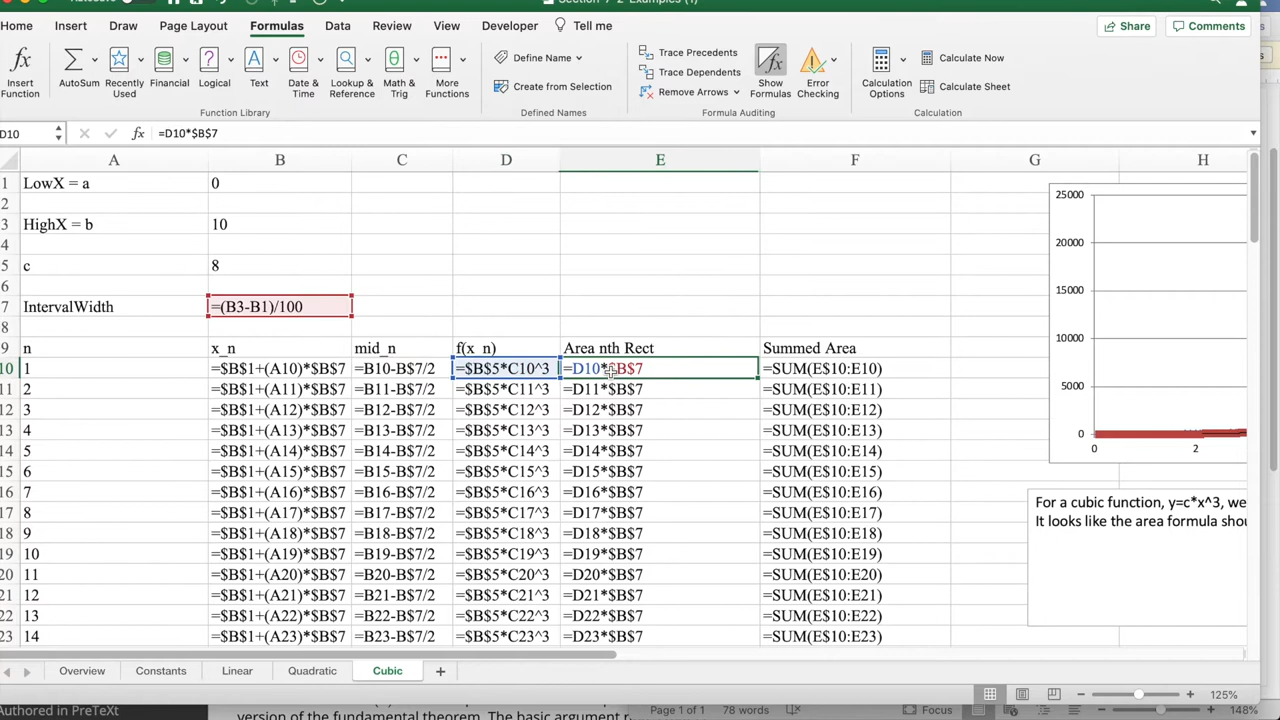 Section 7-2-Examples (1)
Home Insert Draw Page Layout Formulas Data Review View Developer Tell me Share Comments
Insert Function AutoSum Recently Used Financial Logical Text Date & Time Lookup & Reference Math & Trig More Functions Define Name Create from Selection Trace Precedents Trace Dependents Remove Arrows Show Formulas Error Checking Calculation Options Calculate Now Calculate Sheet
Function Library Defined Names Formula Auditing Calculation
D10 fx =D10*$B$7
A B C D E F G H
1 LowX = a 0
2
3 HighX = b 10
4
5 c 8
6
7 IntervalWidth =(B3-B1)/100
8
9 n x_n mid_n f(x_n) Area nth Rect Summed Area
10 1 =$B$1+(A10)*$B$7 =B10-B$7/2 =$B$5*C10^3 =D10*$B$7 =SUM(E$10:E10)
11 2 =$B$1+(A11)*$B$7 =B11-B$7/2 =$B$5*C11^3 =D11*$B$7 =SUM(E$10:E11)
12 3 =$B$1+(A12)*$B$7 =B12-B$7/2 =$B$5*C12^3 =D12*$B$7 =SUM(E$10:E12)
13 4 =$B$1+(A13)*$B$7 =B13-B$7/2 =$B$5*C13^3 =D13*$B$7 =SUM(E$10:E13)
14 5 =$B$1+(A14)*$B$7 =B14-B$7/2 =$B$5*C14^3 =D14*$B$7 =SUM(E$10:E14)
15 6 =$B$1+(A15)*$B$7 =B15-B$7/2 =$B$5*C15^3 =D15*$B$7 =SUM(E$10:E15)
16 7 =$B$1+(A16)*$B$7 =B16-B$7/2 =$B$5*C16^3 =D16*$B$7 =SUM(E$10:E16)
17 8 =$B$1+(A17)*$B$7 =B17-B$7/2 =$B$5*C17^3 =D17*$B$7 =SUM(E$10:E17)
18 9 =$B$1+(A18)*$B$7 =B18-B$7/2 =$B$5*C18^3 =D18*$B$7 =SUM(E$10:E18)
19 10 =$B$1+(A19)*$B$7 =B19-B$7/2 =$B$5*C19^3 =D19*$B$7 =SUM(E$10:E19)
20 11 =$B$1+(A20)*$B$7 =B20-B$7/2 =$B$5*C20^3 =D20*$B$7 =SUM(E$10:E20)
21 12 =$B$1+(A21)*$B$7 =B21-B$7/2 =$B$5*C21^3 =D21*$B$7 =SUM(E$10:E21)
22 13 =$B$1+(A22)*$B$7 =B22-B$7/2 =$B$5*C22^3 =D22*$B$7 =SUM(E$10:E22)
23 14 =$B$1+(A23)*$B$7 =B23-B$7/2 =$B$5*C23^3 =D23*$B$7 =SUM(E$10:E23)
25000
20000
15000
10000
5000
0
0 2
For a cubic function, y=c*x^3, we
It looks like the area formula shou
Overview Constants Linear Quadratic Cubic +
125%
Authored in PreTeXt
version of the fundamental theorem. The basic argument
Page 1 of 1 78 words Focus 148%